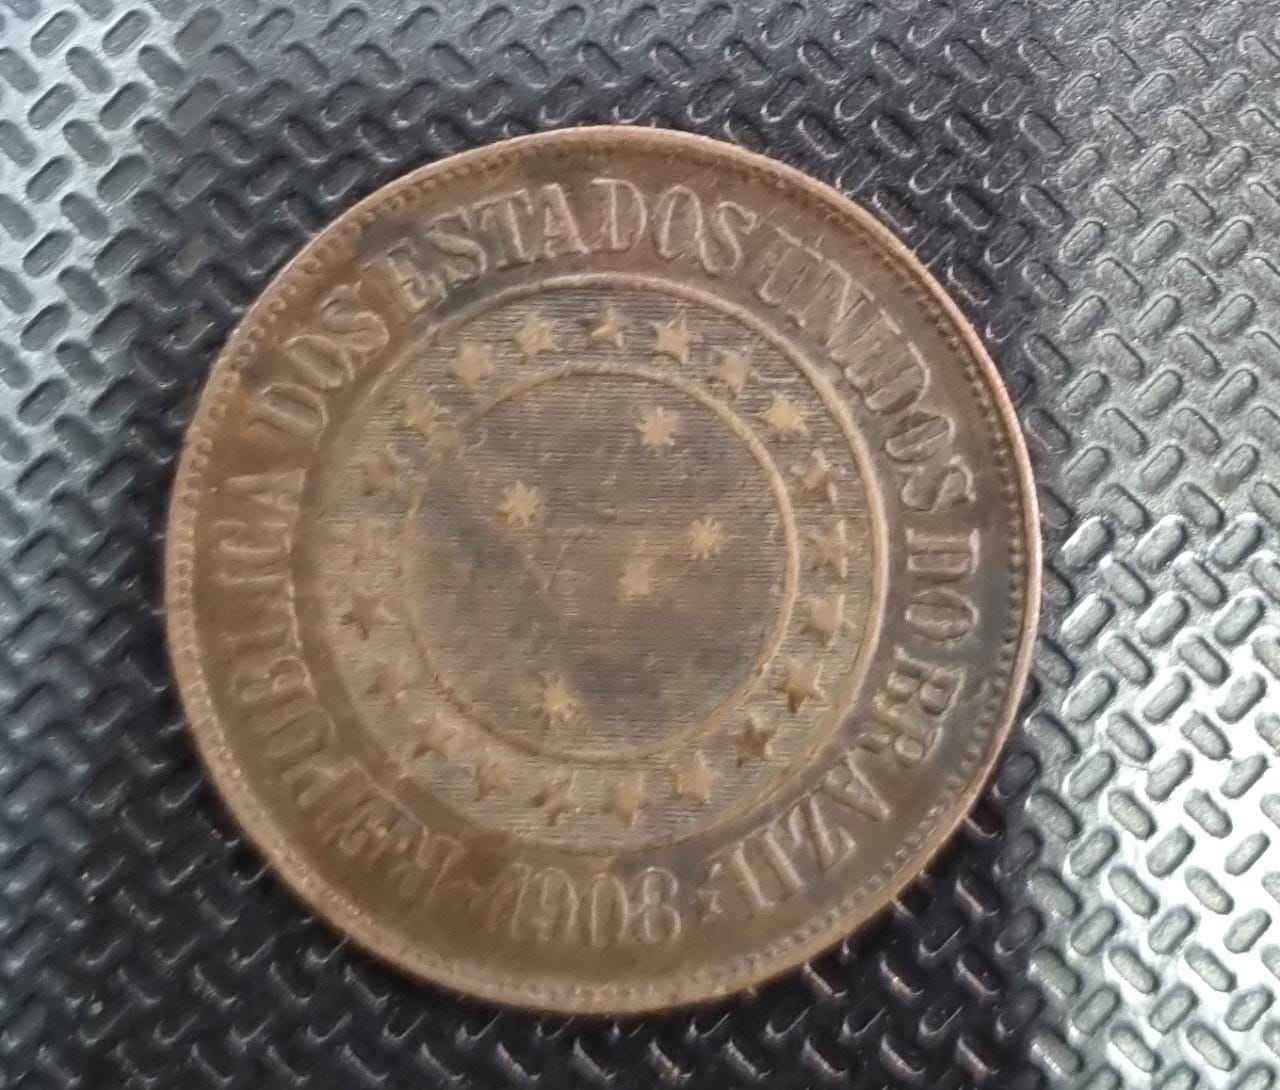 REPUBLICA DOS ESTADOS UNIDOS DO BRAZIL
1908